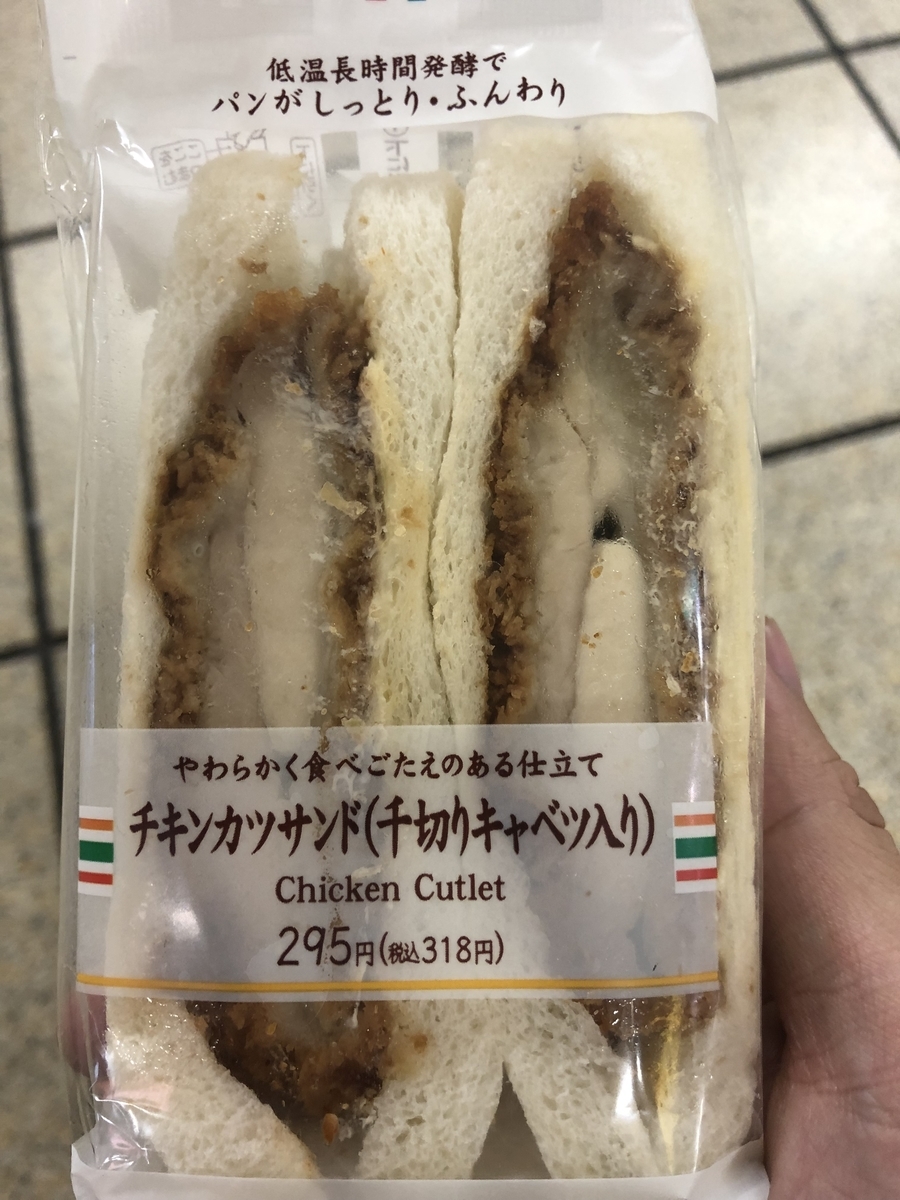 低温長時間発酵で
パンがしっとり・ふんわり
やわらかく食べごたえのある仕立て
チキンカツサンド(千切りキャベツ入り)
Chicken Cutlet
295円(税込318円)